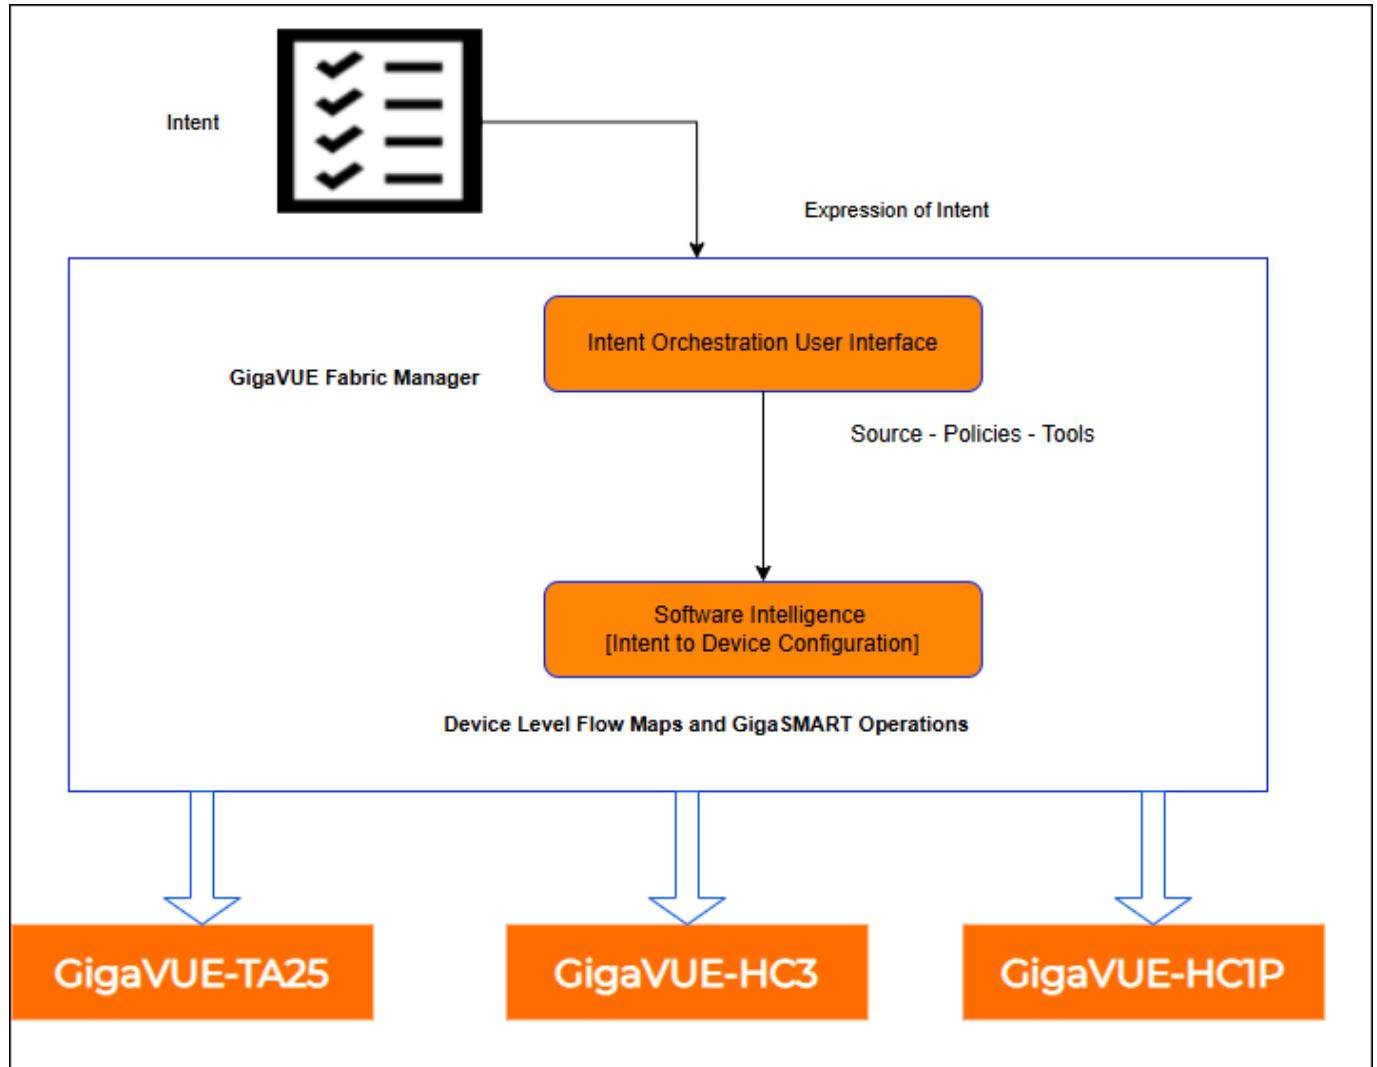 Intent
Expression of Intent
Intent Orchestration User Interface
GigaVUE Fabric Manager
Source - Policies - Tools
Software Intelligence
[Intent to Device Configuration]
Device Level Flow Maps and GigaSMART Operations
GigaVUE-TA25
GigaVUE-HC3
GigaVUE-HC1P